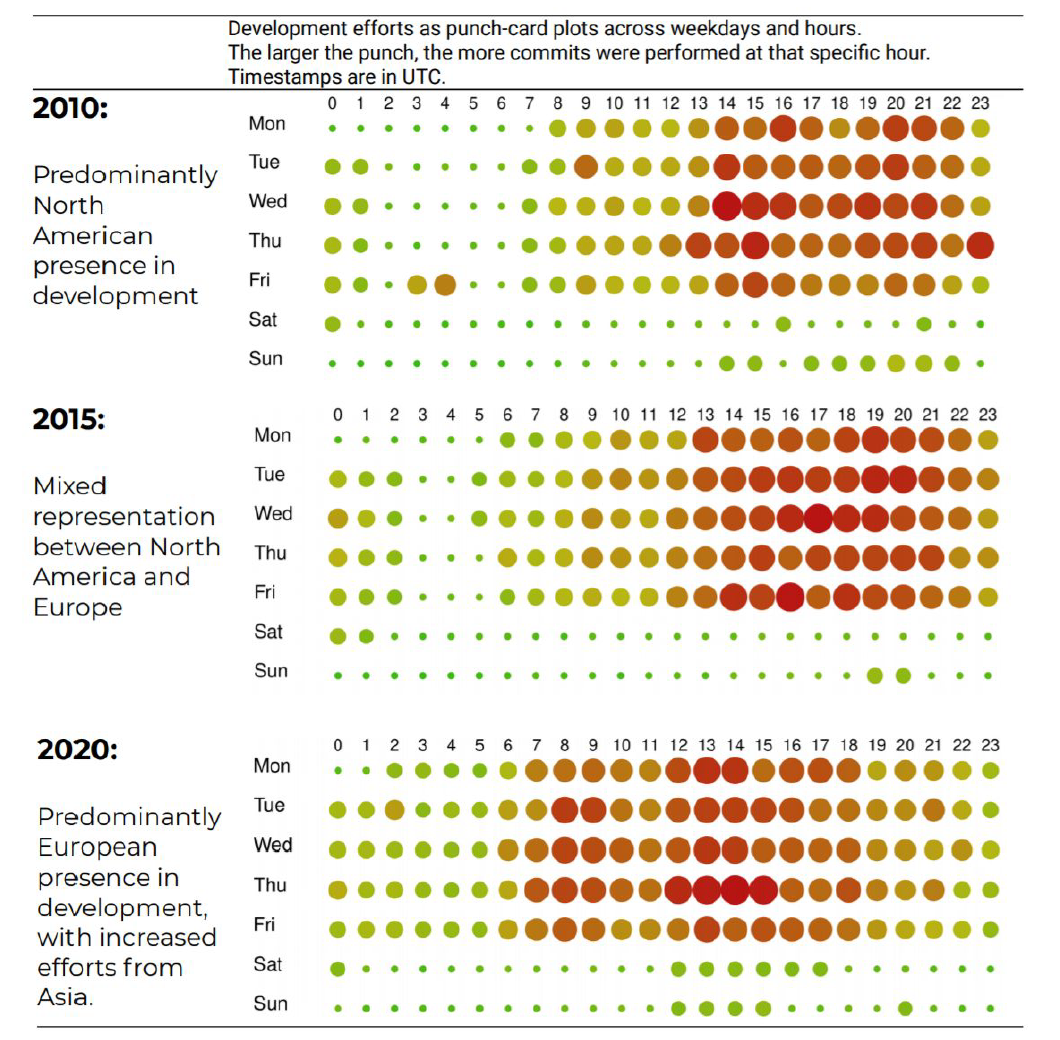 Development efforts as punch-card plots across weekdays and hours.
The larger the punch, the more commits were performed at that specific hour.
Timestamps are in UTC.
2010:
0 1 2 3 4 5 6 7 8 9 10 11 12 13 14 15 16 17 18 19 20 21 22 23
Mon
Tue
Wed
Thu
Fri
Sat
Sun
Predominantly
North
American
presence in
development
2015:
0 1 2 3 4 5 6 7 8 9 10 11 12 13 14 15 16 17 18 19 20 21 22 23
Mon
Tue
Wed
Thu
Fri
Sat
Sun
Mixed
representation
between North
America and
Europe
2020:
0 1 2 3 4 5 6 7 8 9 10 11 12 13 14 15 16 17 18 19 20 21 22 23
Mon
Tue
Wed
Thu
Fri
Sat
Sun
Predominantly
European
presence in
development,
with increased
efforts from
Asia.